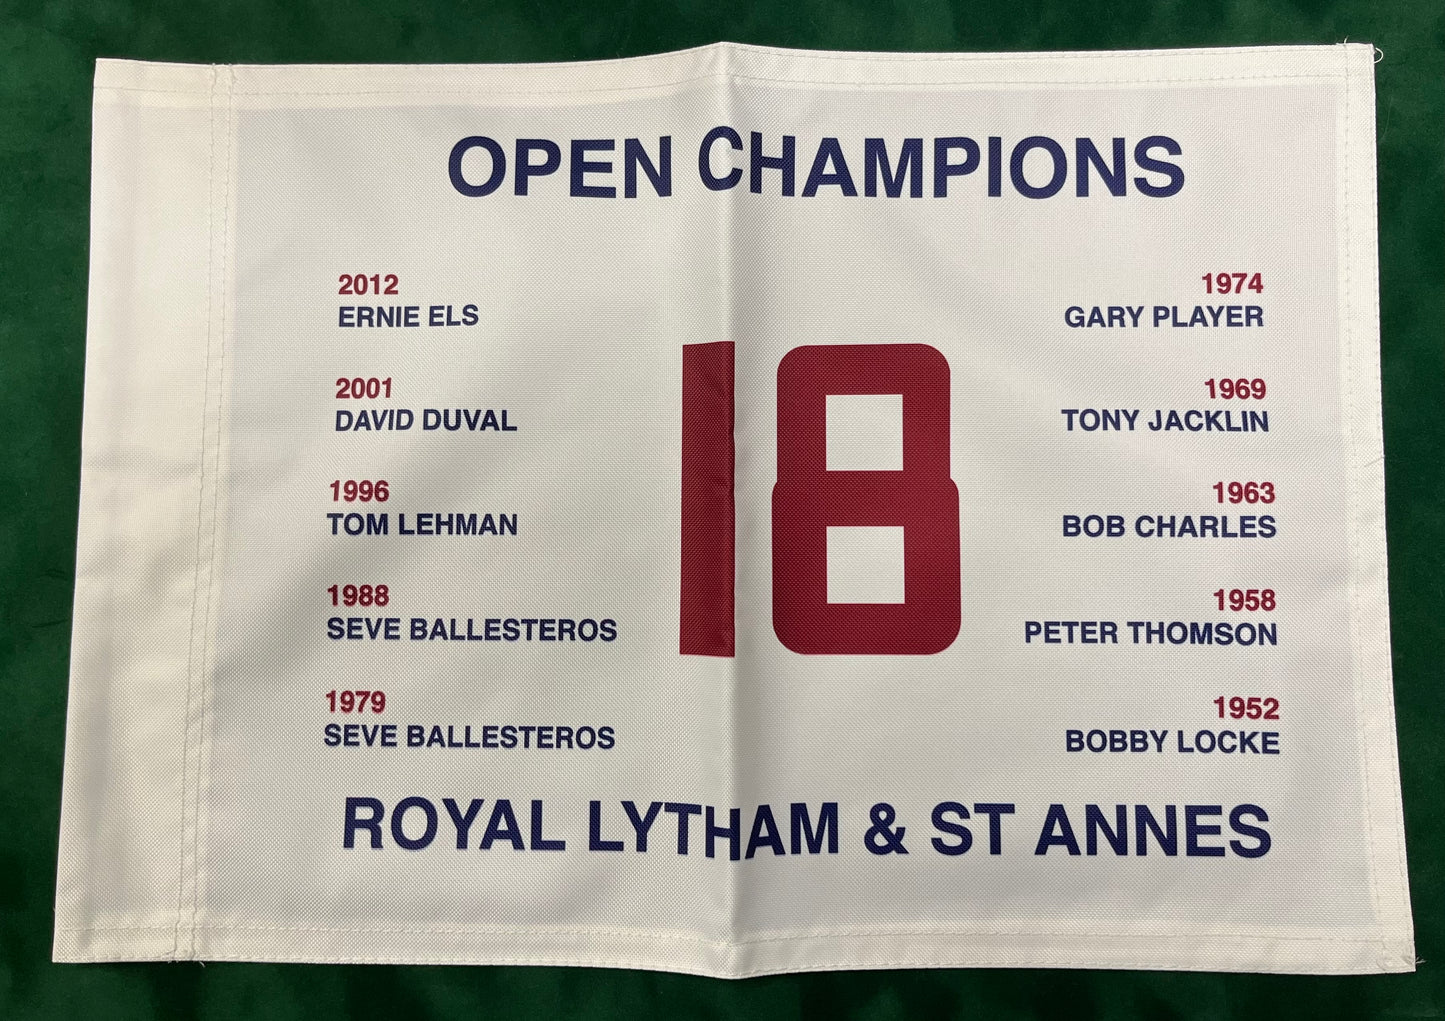 OPEN CHAMPIONS
2012
ERNIE ELS
2001
DAVID DUVAL
1996
TOM LEHMAN
1988
SEVE BALLESTEROS
1979
SEVE BALLESTEROS
18
1974
GARY PLAYER
1969
TONY JACKLIN
1963
BOB CHARLES
1958
PETER THOMSON
1952
BOBBY LOCKE
ROYAL LYTHAM & ST ANNES